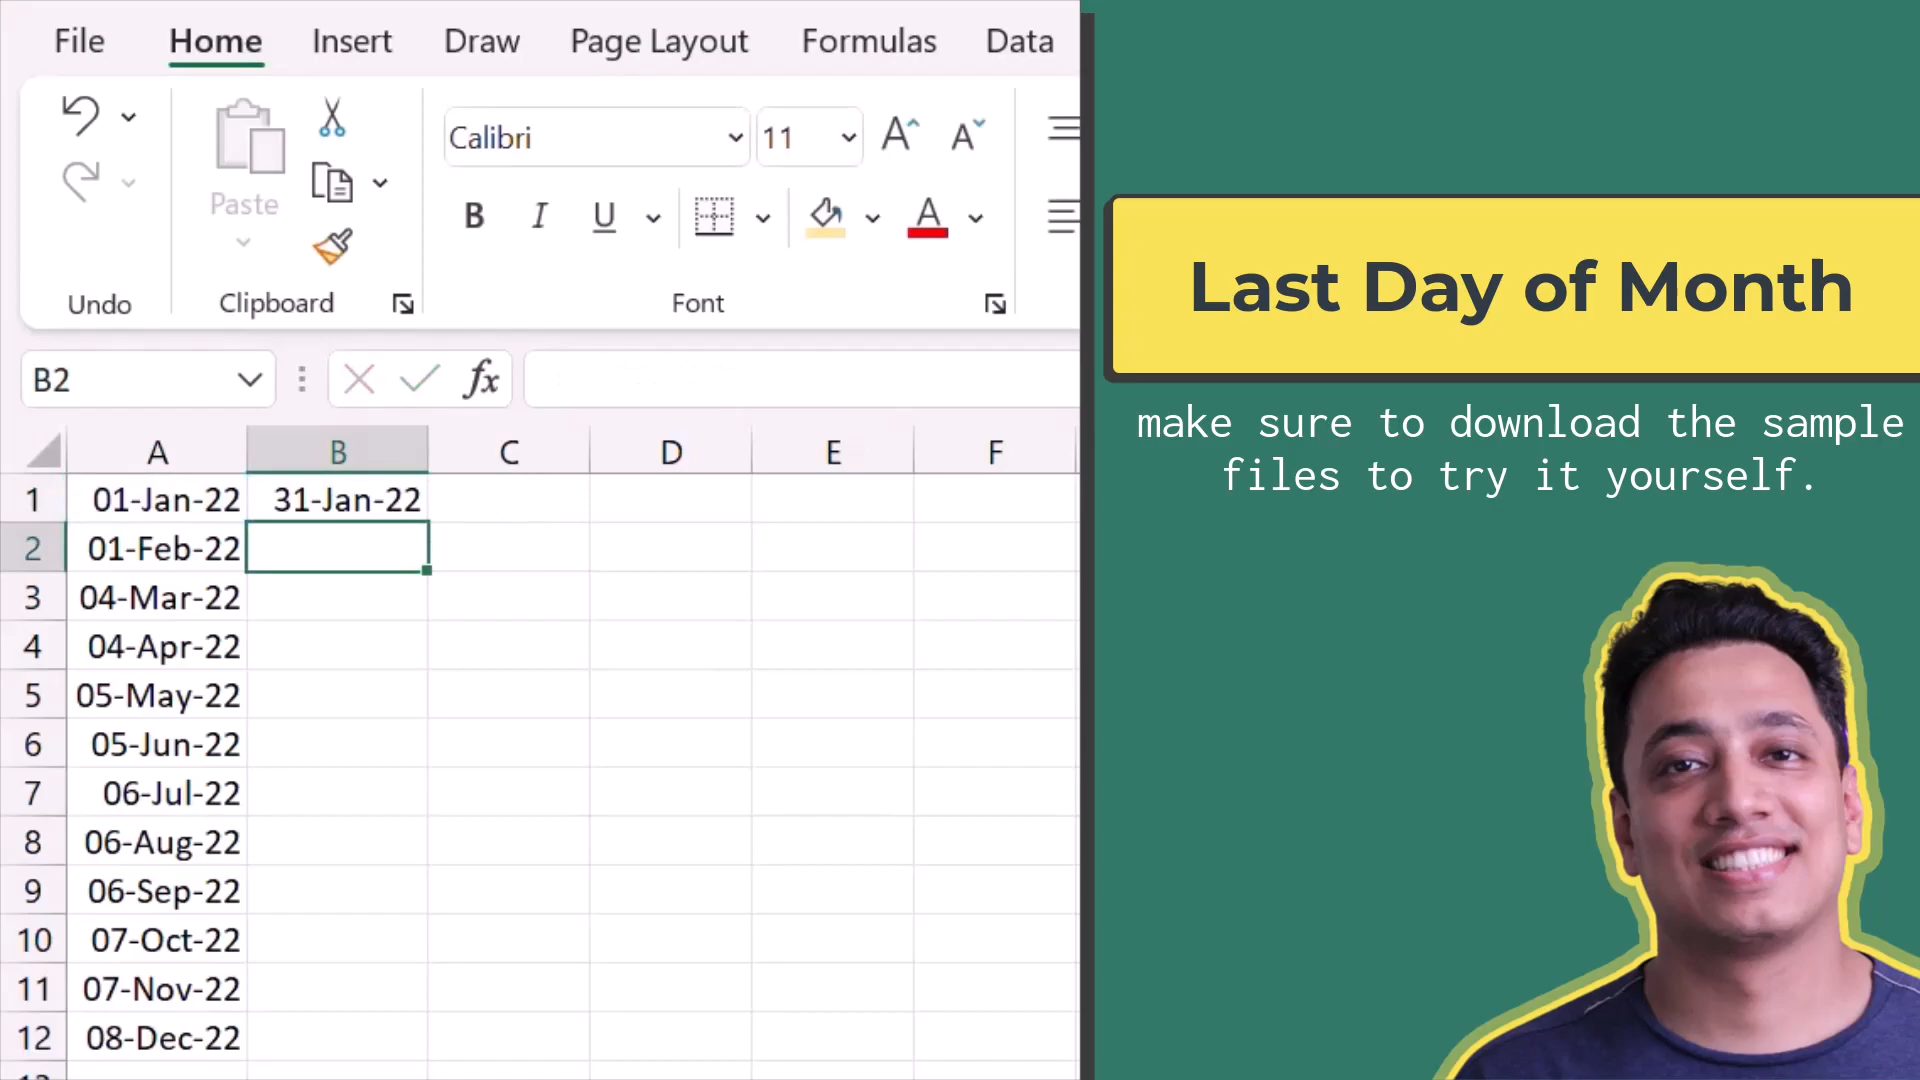 File Home Insert Draw Page Layout Formulas Data
Calibri 11
Paste
B I U A
Undo Clipboard Font
B2 fx
A B C D E F
1 01-Jan-22 31-Jan-22
2 01-Feb-22
3 04-Mar-22
4 04-Apr-22
5 05-May-22
6 05-Jun-22
7 06-Jul-22
8 06-Aug-22
9 06-Sep-22
10 07-Oct-22
11 07-Nov-22
12 08-Dec-22
Last Day of Month
make sure to download the sample
files to try it yourself.